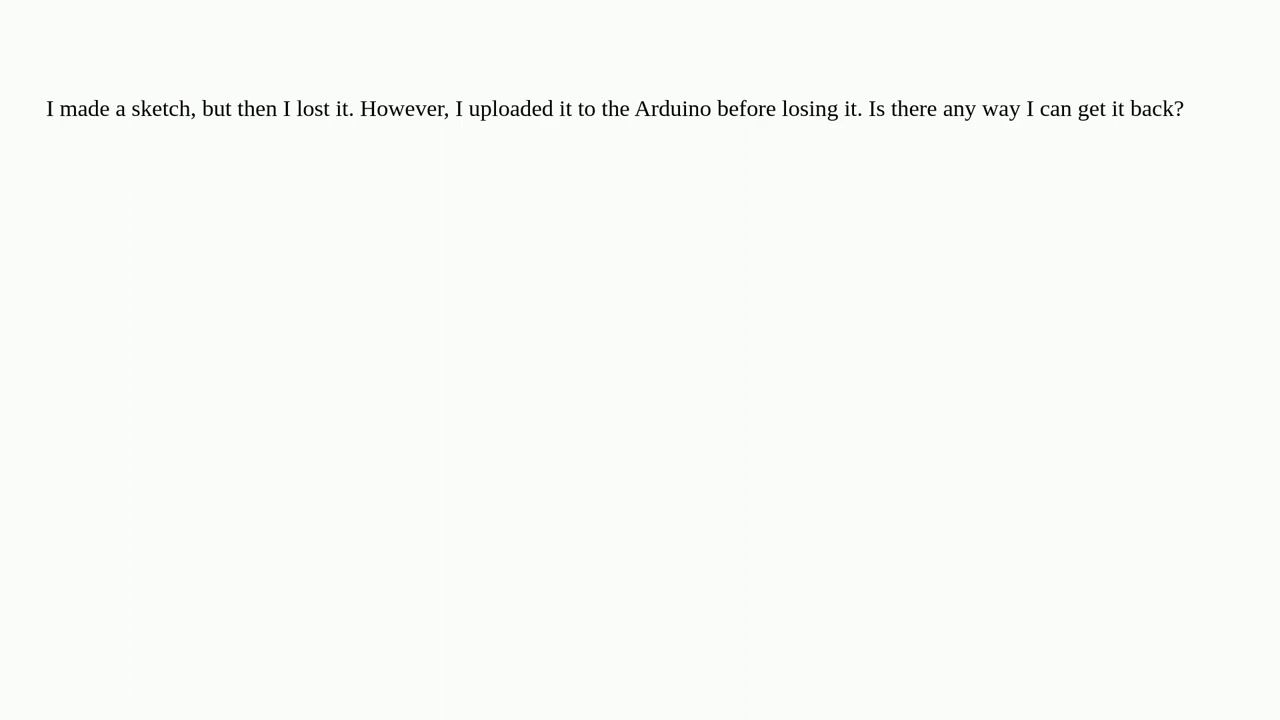 I made a sketch, but then I lost it. However, I uploaded it to the Arduino before losing it. Is there any way I can get it back?